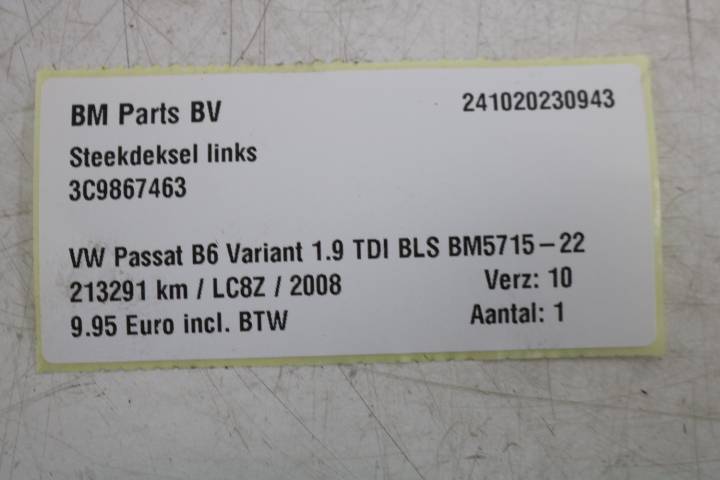 BM Parts BV 241020230943
Steekdeksel links
3C9867463
VW Passat B6 Variant 1.9 TDI BLS BM5715-22
213291 km / LC8Z / 2008 Verz: 10
9.95 Euro incl. BTW Aantal: 1